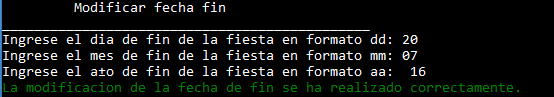 Modificar fecha fin
Ingrese el dia de fin de la fiesta en formato dd: 20
Ingrese el mes de fin de la fiesta en formato mm: 07
Ingrese el a±o de fin de la fiesta en formato aa: 16
La modificacion de la fecha de fin se ha realizado correctamente.